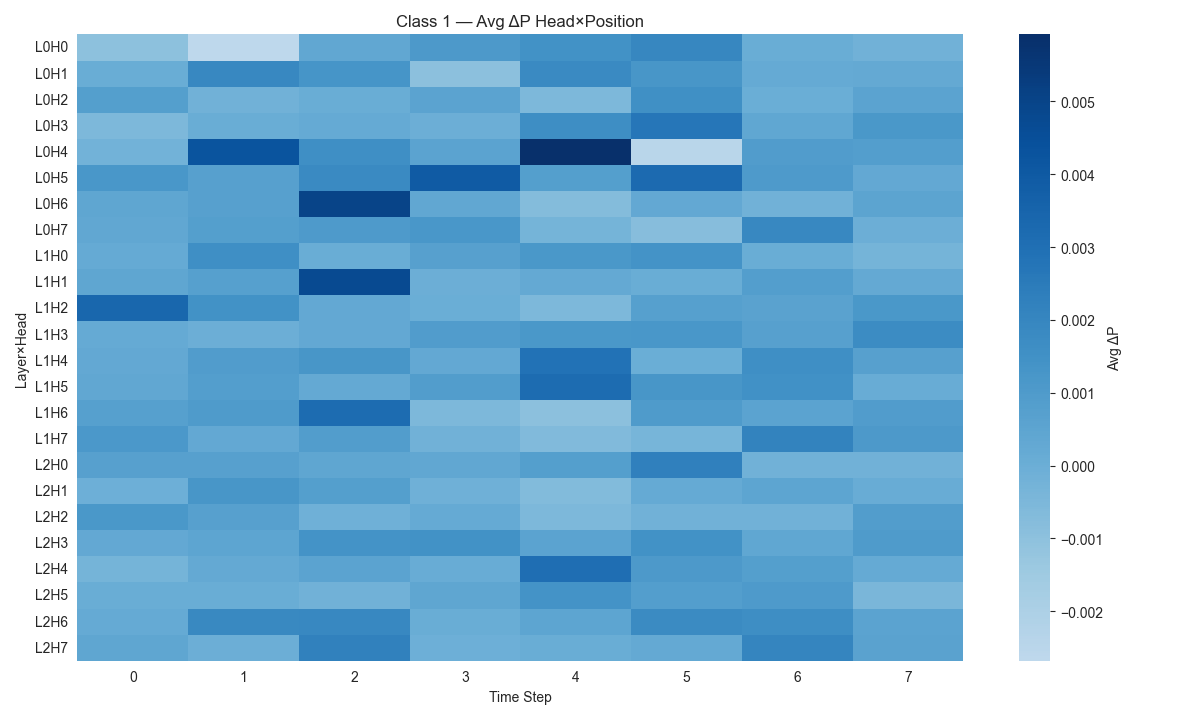 Class 1 — Avg ΔP Head×Position
L0H0
L0H1
L0H2
L0H3
L0H4
L0H5
L0H6
L0H7
L1H0
L1H1
L1H2
L1H3
L1H4
L1H5
L1H6
L1H7
L2H0
L2H1
L2H2
L2H3
L2H4
L2H5
L2H6
L2H7
Layer×Head
0 1 2 3 4 5 6 7
Time Step
0.005
0.004
0.003
0.002
0.001
0.000
−0.001
−0.002
Avg ΔP